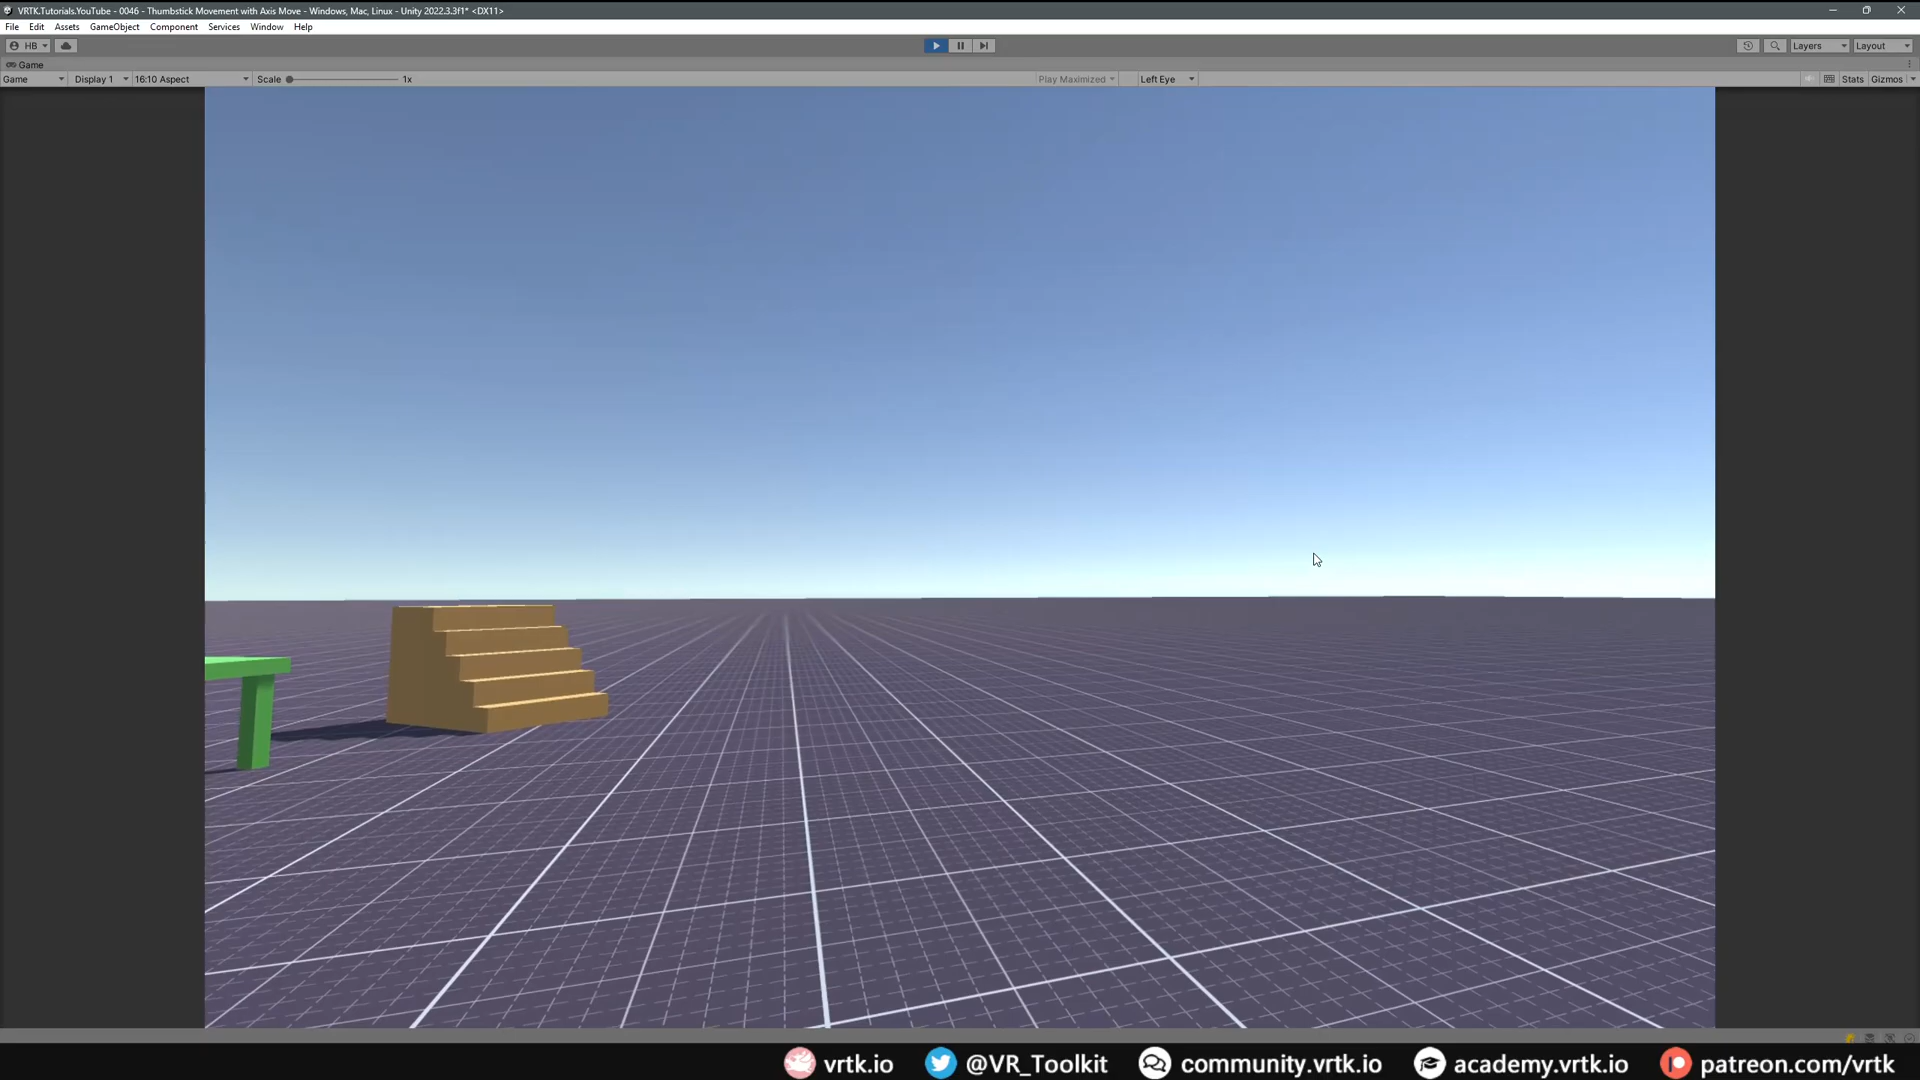 VRTK.Tutorials.YouTube - 0046 - Thumbstick Movement with Axis Move - Windows, Mac, Linux - Unity 2022.3.3f1* <DX11>
File Edit Assets GameObject Component Services Window Help
HB Layers Layout
Game
Game Display 1 16:10 Aspect Scale 1x Play Maximized Left Eye Stats Gizmos
vrtk.io @VR_Toolkit community.vrtk.io academy.vrtk.io patreon.com/vrtk